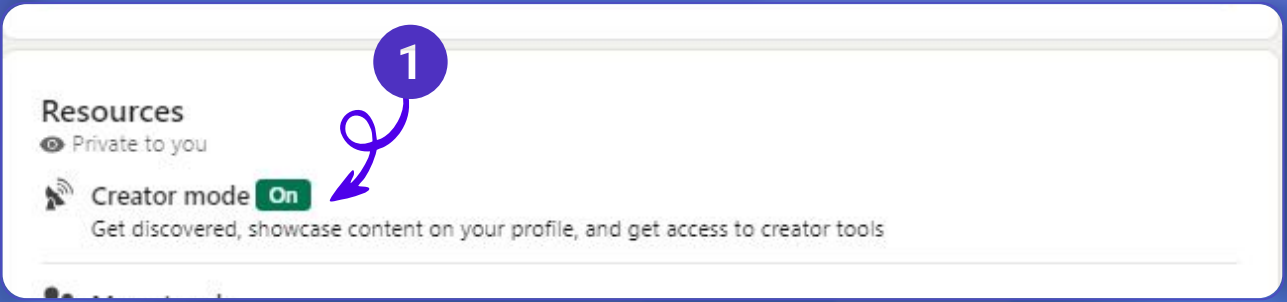 1
Resources
Private to you
Creator mode On
Get discovered, showcase content on your profile, and get access to creator tools